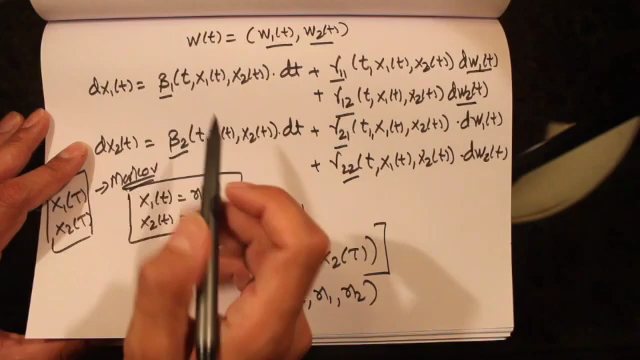 W(t) = (W₁(t), W₂(t))
dx₁(t) = β₁(t, x₁(t), x₂(t)).dt + γ₁₁(t, x₁(t), x₂(t)) dW₁(t)
+ γ₁₂(t, x₁(t), x₂(t)) dW₂(t)
dx₂(t) = β₂(t, (t), x₂(t)).dt + γ₂₁(t, x₁(t), x₂(t)).dW₁(t)
+ γ₂₂(t, x₁(t), x₂(t)).dW₂(t)
x₁(T) → Markov
x₂(T)
x₁(t) =
x₂(t) =
x₂(T))
, x₁, x₂)